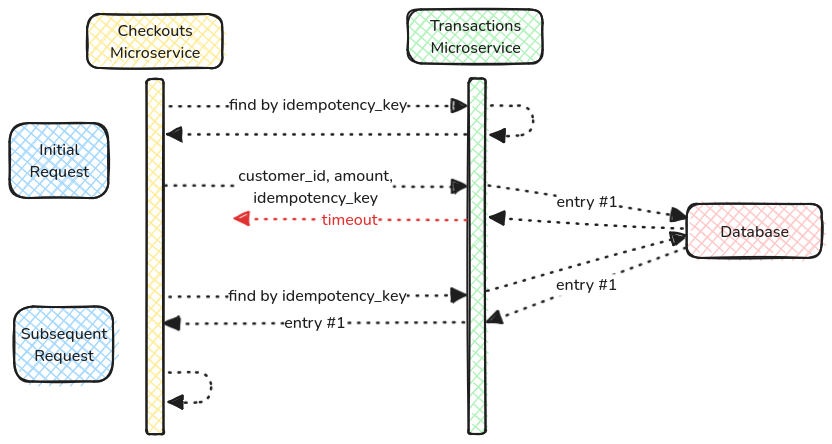 Checkouts
Microservice
Transactions
Microservice
find by idempotency_key
Initial
Request
customer_id, amount,
idempotency_key
entry #1
timeout
Database
entry #1
find by idempotency_key
entry #1
Subsequent
Request